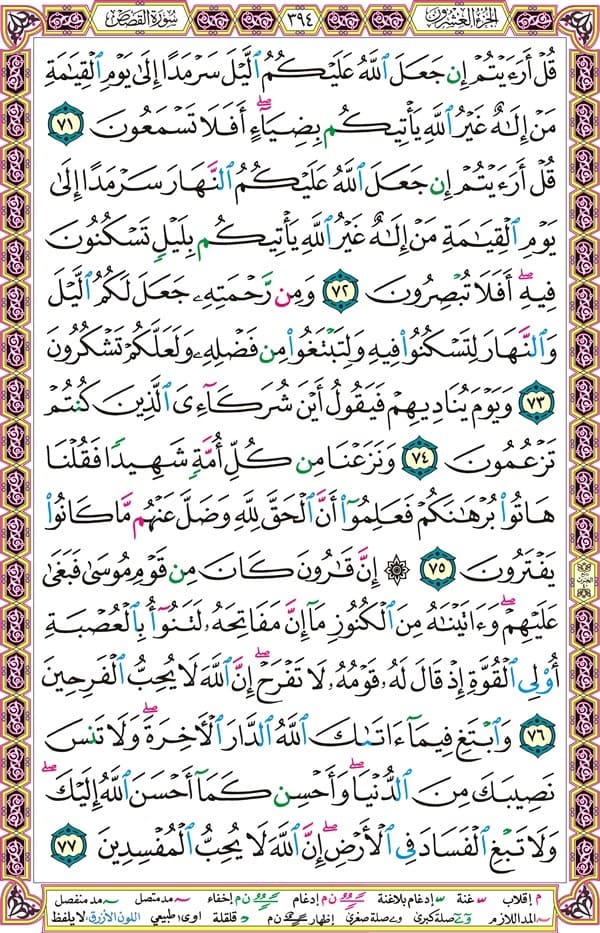 الجزء العشرون ٣٩٤ سورة القصص
قُلْ أَرَءَيْتُمْ إِن جَعَلَ ٱللَّهُ عَلَيْكُمُ ٱلَّيْلَ سَرْمَدًا إِلَىٰ يَوْمِ ٱلْقِيَٰمَةِ
مَنْ إِلَٰهٌ غَيْرُ ٱللَّهِ يَأْتِيكُم بِضِيَآءٍ ۖ أَفَلَا تَسْمَعُونَ ٧١
قُلْ أَرَءَيْتُمْ إِن جَعَلَ ٱللَّهُ عَلَيْكُمُ ٱلنَّهَارَ سَرْمَدًا إِلَىٰ
يَوْمِ ٱلْقِيَٰمَةِ مَنْ إِلَٰهٌ غَيْرُ ٱللَّهِ يَأْتِيكُم بِلَيْلٍ تَسْكُنُونَ
فِيهِ ۖ أَفَلَا تُبْصِرُونَ ٧٢ وَمِن رَّحْمَتِهِۦ جَعَلَ لَكُمُ ٱلَّيْلَ
وَٱلنَّهَارَ لِتَسْكُنُوا۟ فِيهِ وَلِتَبْتَغُوا۟ مِن فَضْلِهِۦ وَلَعَلَّكُمْ تَشْكُرُونَ
٧٣ وَيَوْمَ يُنَادِيهِمْ فَيَقُولُ أَيْنَ شُرَكَآءِىَ ٱلَّذِينَ كُنتُمْ
تَزْعُمُونَ ٧٤ وَنَزَعْنَا مِن كُلِّ أُمَّةٍ شَهِيدًا فَقُلْنَا
هَاتُوا۟ بُرْهَٰنَكُمْ فَعَلِمُوٓا۟ أَنَّ ٱلْحَقَّ لِلَّهِ وَضَلَّ عَنْهُم مَّا كَانُوا۟
يَفْتَرُونَ ٧٥ ۞ إِنَّ قَٰرُونَ كَانَ مِن قَوْمِ مُوسَىٰ فَبَغَىٰ
عَلَيْهِمْ ۖ وَءَاتَيْنَٰهُ مِنَ ٱلْكُنُوزِ مَآ إِنَّ مَفَاتِحَهُۥ لَتَنُوٓأُ بِٱلْعُصْبَةِ
أُو۟لِى ٱلْقُوَّةِ إِذْ قَالَ لَهُۥ قَوْمُهُۥ لَا تَفْرَحْ ۖ إِنَّ ٱللَّهَ لَا يُحِبُّ ٱلْفَرِحِينَ
٧٦ وَٱبْتَغِ فِيمَآ ءَاتَىٰكَ ٱللَّهُ ٱلدَّارَ ٱلْءَاخِرَةَ ۖ وَلَا تَنسَ
نَصِيبَكَ مِنَ ٱلدُّنْيَا ۖ وَأَحْسِن كَمَآ أَحْسَنَ ٱللَّهُ إِلَيْكَ ۖ
وَلَا تَبْغِ ٱلْفَسَادَ فِى ٱلْأَرْضِ ۖ إِنَّ ٱللَّهَ لَا يُحِبُّ ٱلْمُفْسِدِينَ ٧٧
م إقلاب غنة إدغام بلاغنة ن م إدغام ن م إخفاء مد متصل مد منفصل
المد اللازم صلة كبرى صلة صغرى إظهار ن م قلقلة اوى طبيعي اللون الأزرق لا يلفظ